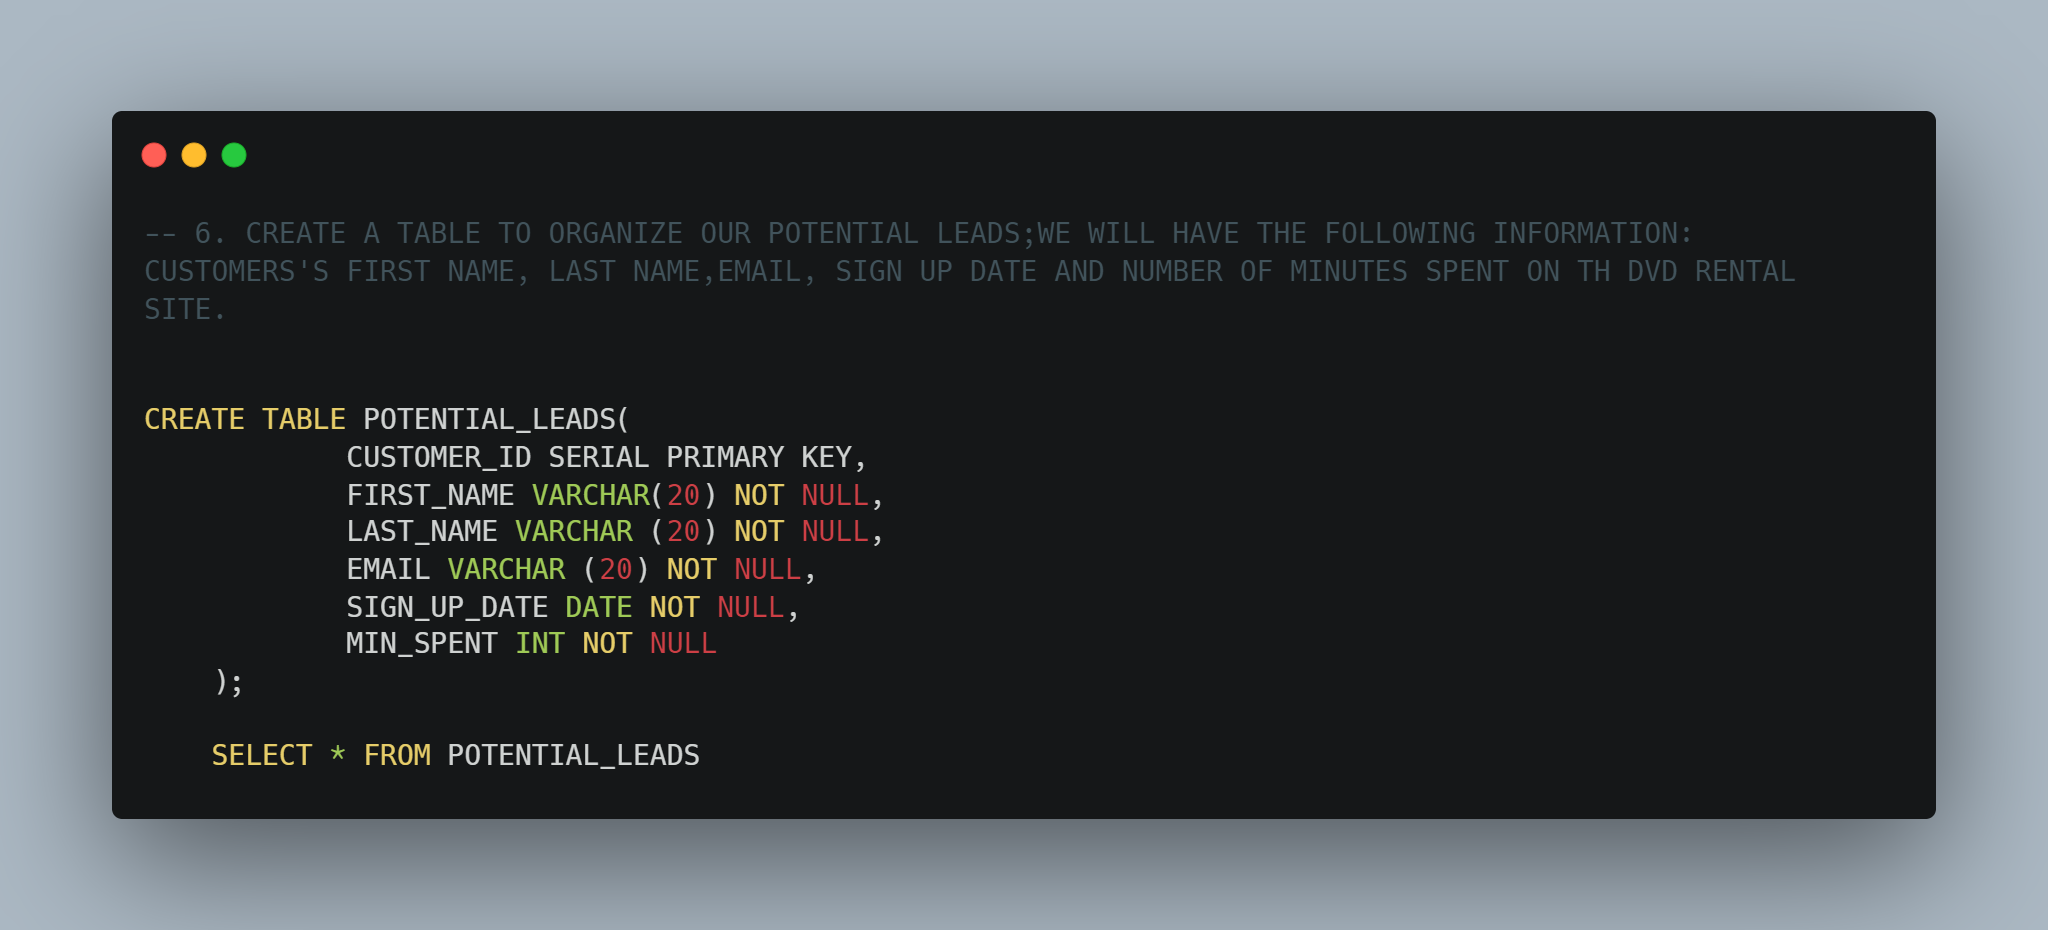 -- 6. CREATE A TABLE TO ORGANIZE OUR POTENTIAL LEADS;WE WILL HAVE THE FOLLOWING INFORMATION:
CUSTOMERS'S FIRST NAME, LAST NAME,EMAIL, SIGN UP DATE AND NUMBER OF MINUTES SPENT ON TH DVD RENTAL
SITE.
CREATE TABLE POTENTIAL_LEADS(
CUSTOMER_ID SERIAL PRIMARY KEY,
FIRST_NAME VARCHAR(20) NOT NULL,
LAST_NAME VARCHAR (20) NOT NULL,
EMAIL VARCHAR (20) NOT NULL,
SIGN_UP_DATE DATE NOT NULL,
MIN_SPENT INT NOT NULL
);
SELECT * FROM POTENTIAL_LEADS